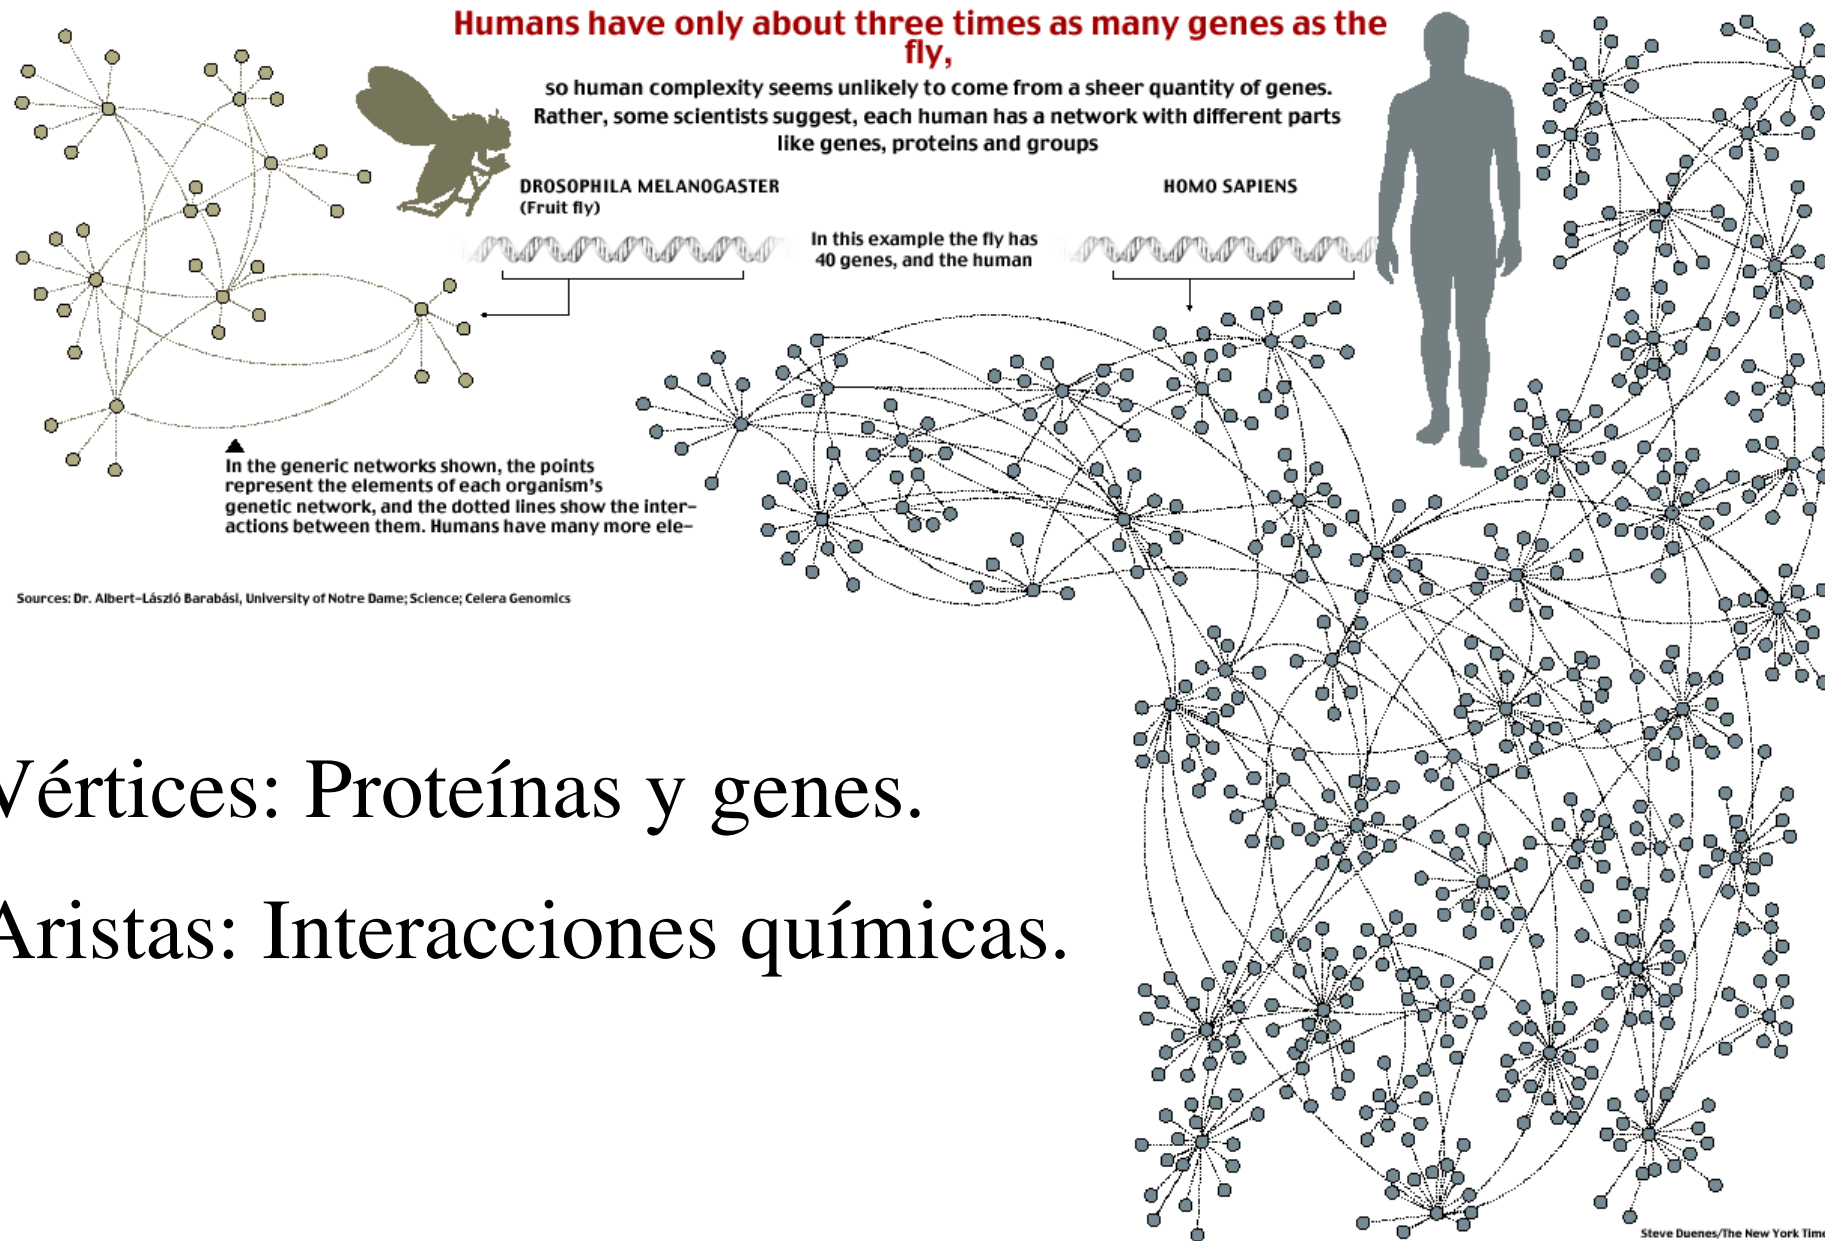 Humans have only about three times as many genes as the
fly,
so human complexity seems unlikely to come from a sheer quantity of genes.
Rather, some scientists suggest, each human has a network with different parts
like genes, proteins and groups
DROSOPHILA MELANOGASTER
(Fruit fly)
HOMO SAPIENS
In this example the fly has
40 genes, and the human
In the generic networks shown, the points
represent the elements of each organism's
genetic network, and the dotted lines show the inter-
actions between them. Humans have many more ele-
Sources: Dr. Albert-László Barabási, University of Notre Dame; Science; Celera Genomics
Vértices: Proteínas y genes.
Aristas: Interacciones químicas.
Steve Duenes/The New York Time